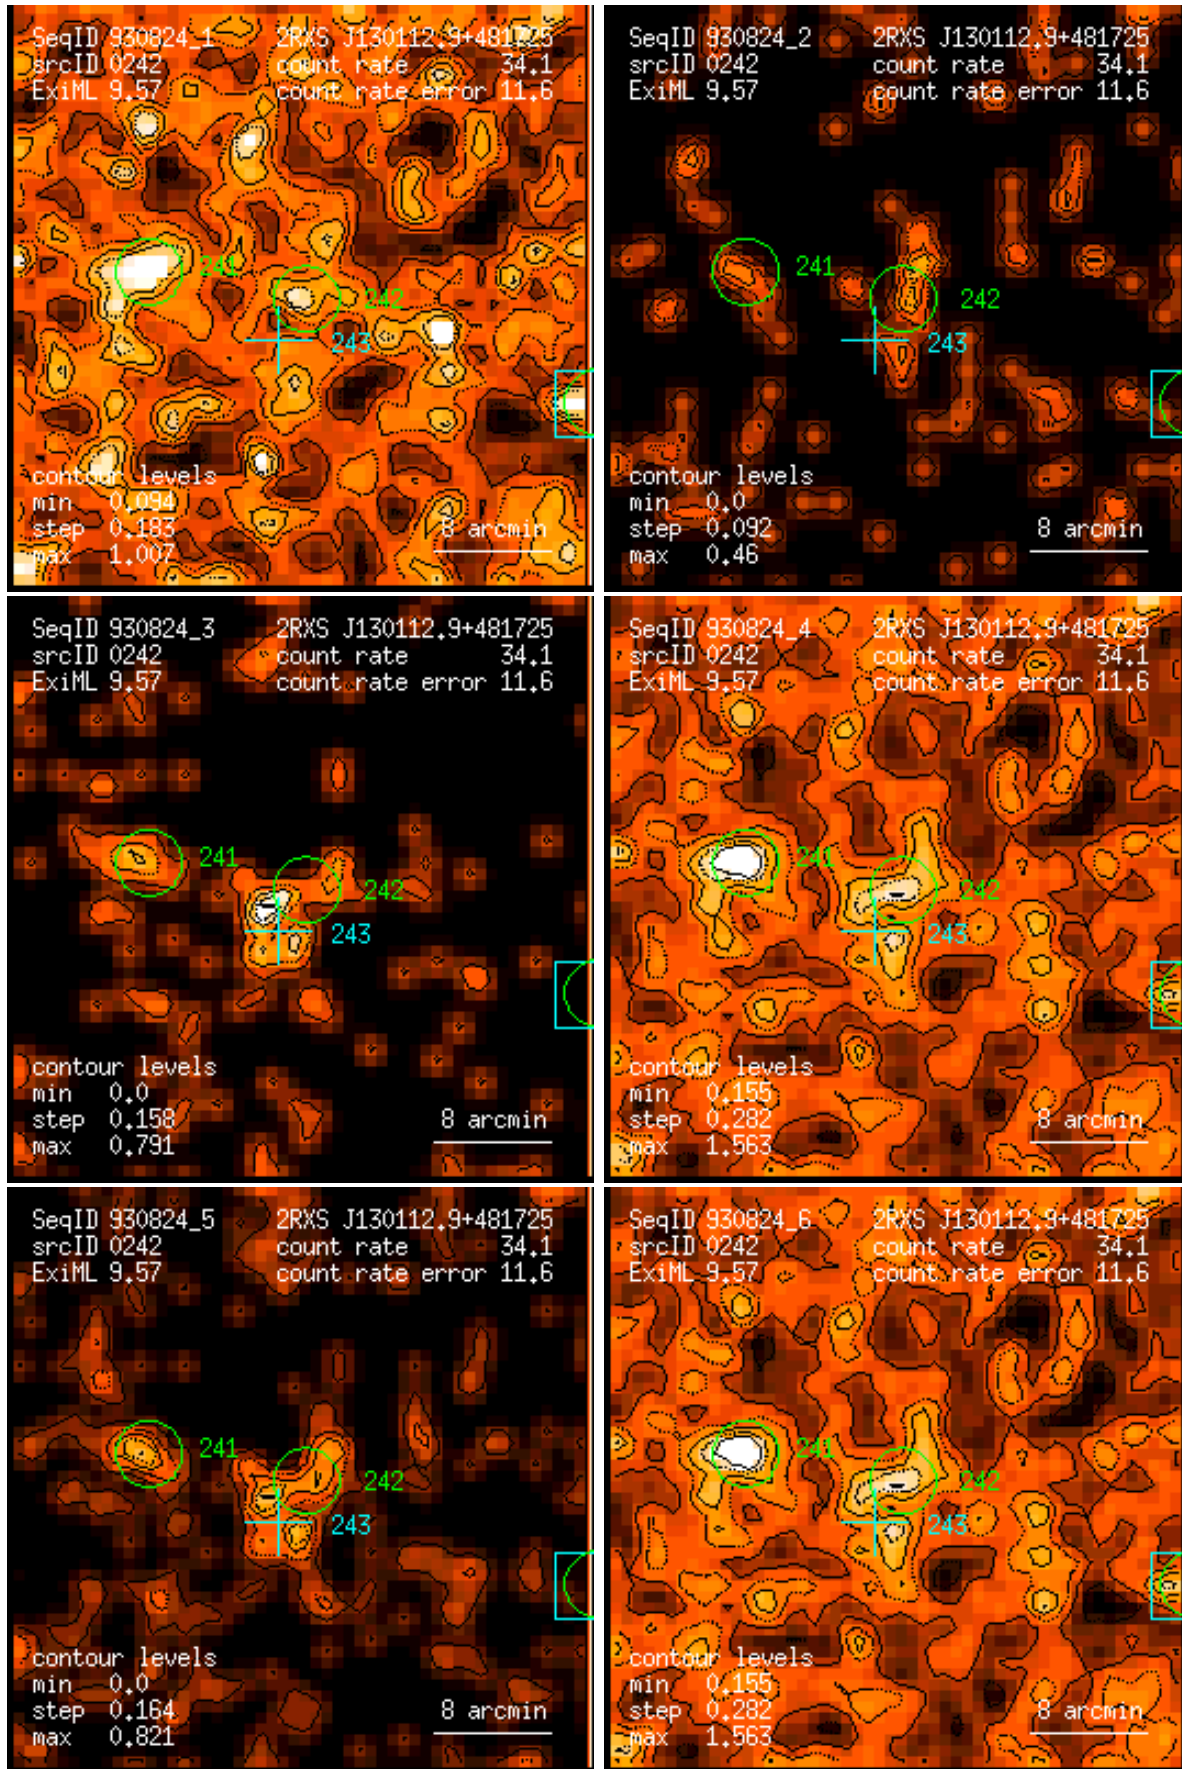 SeqID 930824_1 2RXS J130112.9+481725
srcID 0242 count rate 34.1
ExiML 9.57 count rate error 11.6
241
242
243
contour levels
min 0.094
step 0.183 8 arcmin
max 1.007
SeqID 930824_2 2RXS J130112.9+481725
srcID 0242 count rate 34.1
ExiML 9.57 count rate error 11.6
241
242
243
contour levels
min 0.0
step 0.092 8 arcmin
max 0.46
SeqID 930824_3 2RXS J130112.9+481725
srcID 0242 count rate 34.1
ExiML 9.57 count rate error 11.6
241
242
243
contour levels
min 0.0
step 0.158 8 arcmin
max 0.791
SeqID 930824_4 2RXS J130112.9+481725
srcID 0242 count rate 34.1
ExiML 9.57 count rate error 11.6
241
242
243
contour levels
min 0.155
step 0.282 8 arcmin
max 1.563
SeqID 930824_5 2RXS J130112.9+481725
srcID 0242 count rate 34.1
ExiML 9.57 count rate error 11.6
241
242
243
contour levels
min 0.0
step 0.164 8 arcmin
max 0.821
SeqID 930824_6 2RXS J130112.9+481725
srcID 0242 count rate 34.1
ExiML 9.57 count rate error 11.6
241
242
243
contour levels
min 0.155
step 0.282 8 arcmin
max 1.563